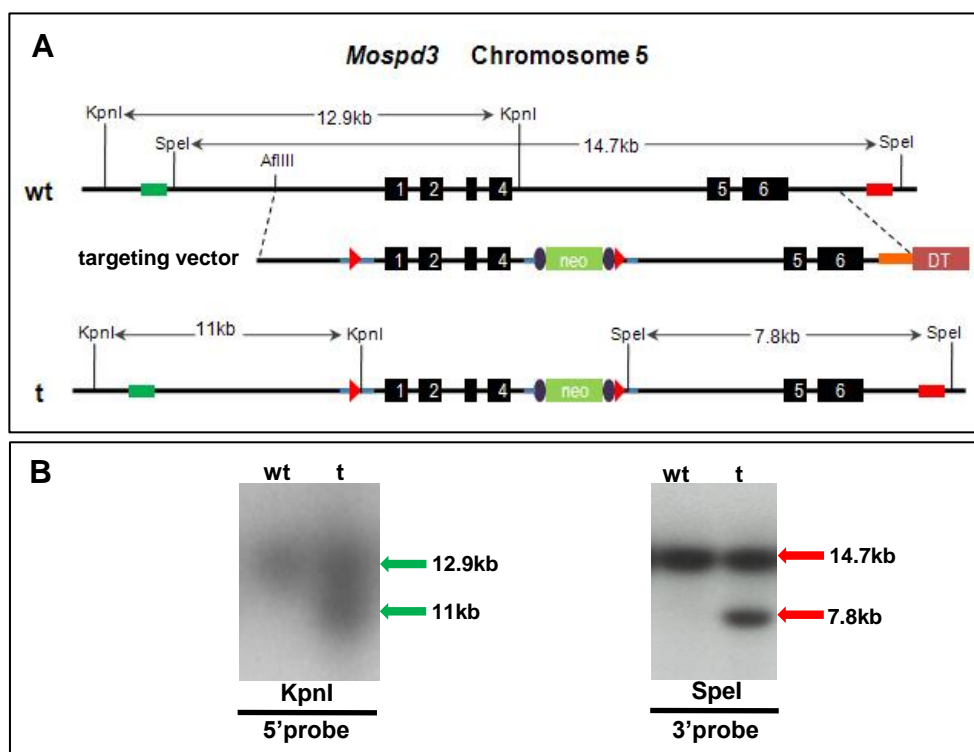 A
Mospd3 Chromosome 5
KpnI 12.9kb KpnI
SpeI 14.7kb SpeI
AflIII
wt 1 2 4 5 6
targeting vector 1 2 4 neo 5 6 DT
KpnI 11kb KpnI SpeI 7.8kb SpeI
t 1 2 4 neo 5 6
B
wt t
12.9kb
11kb
KpnI
5'probe
wt t
14.7kb
7.8kb
SpeI
3'probe